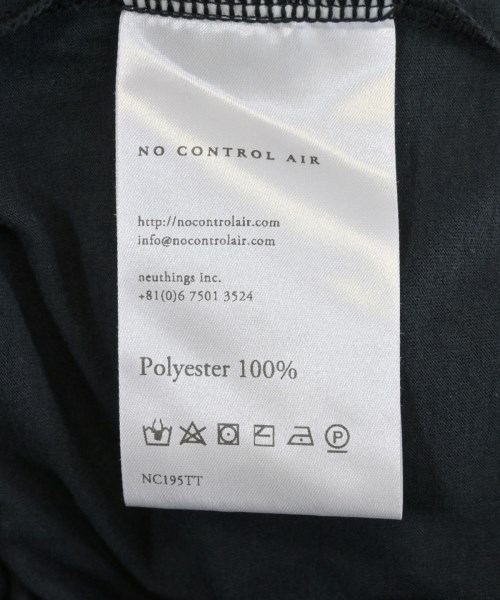 NO CONTROL AIR
http://nocontrolair.com
info@nocontrolair.com
neuthings inc.
+81(0)6 7501 3524
Polyester 100%
P
NC195TT